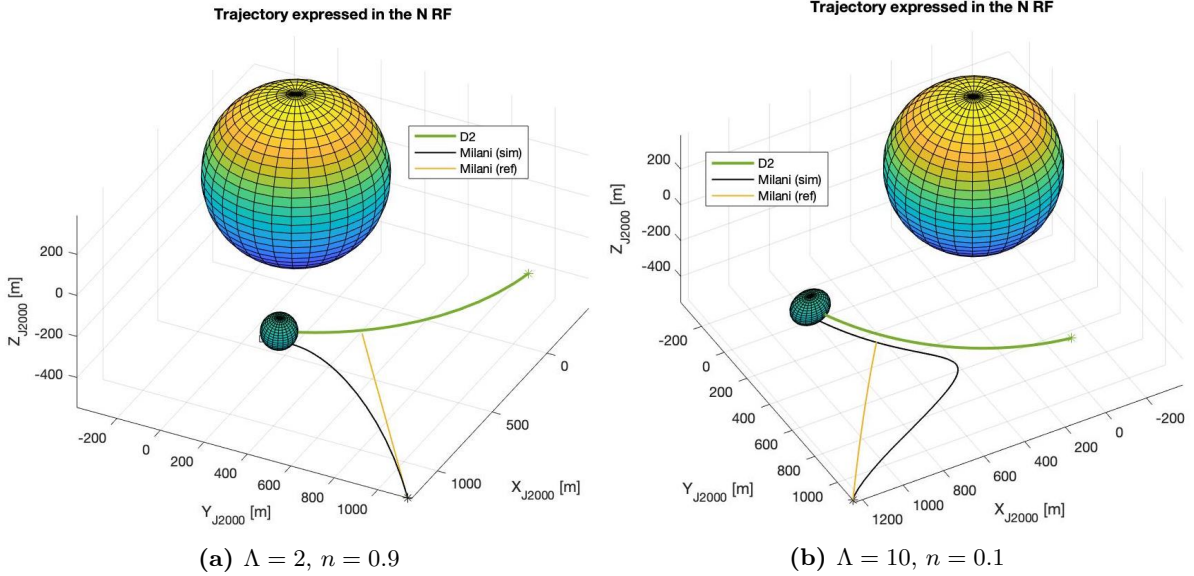 Trajectory expressed in the N RF
D2
Milani (sim)
Milani (ref)
200
0
-200
-400
Z_J2000 [m]
-200
0
200
400
600
800
1000
Y_J2000 [m]
0
500
1000
X_J2000 [m]
(a) Λ = 2, n = 0.9
Trajectory expressed in the N RF
D2
Milani (sim)
Milani (ref)
200
0
-200
-400
Z_J2000 [m]
-200
0
200
400
600
800
1000
Y_J2000 [m]
1200
1000
800
600
400
200
0
-200
X_J2000 [m]
(b) Λ = 10, n = 0.1